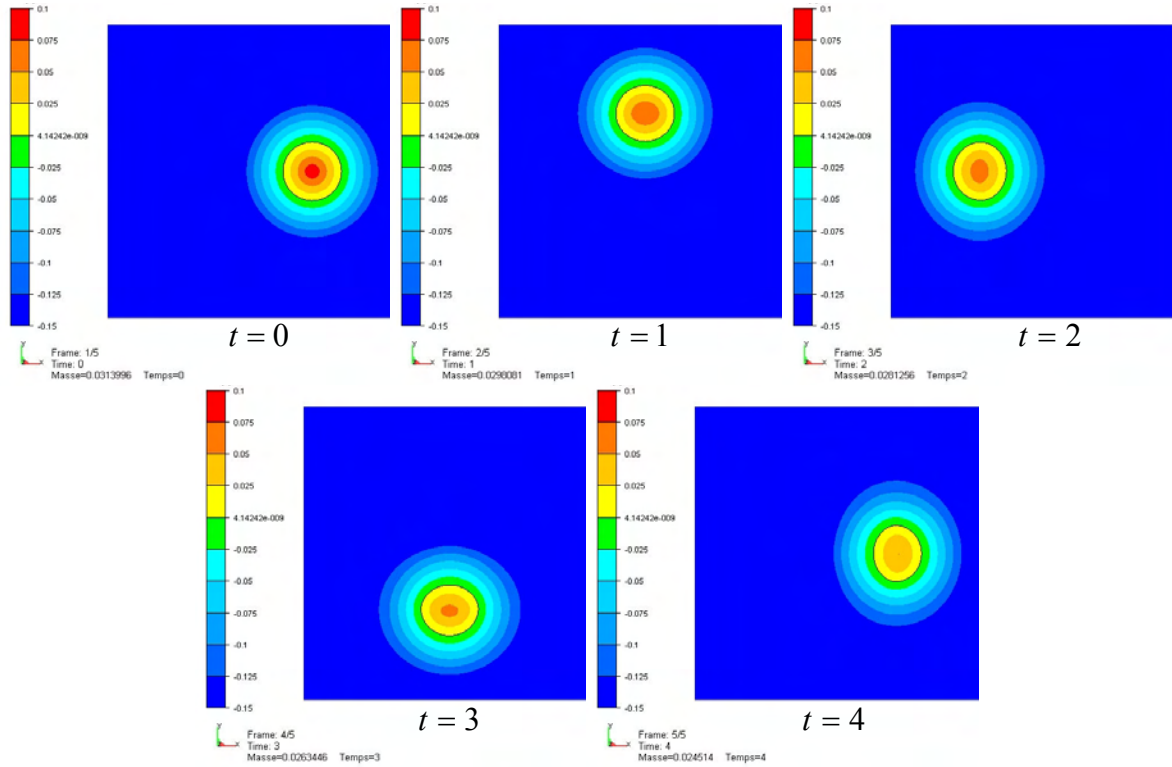 0.1
0.075
0.05
0.025
4.14242e-009
-0.025
-0.05
-0.075
-0.1
-0.125
-0.15
t = 0
y
x
Frame: 1/5
Time: 0
Masse=0.0313996 Temps=0
0.1
0.075
0.05
0.025
4.14242e-009
-0.025
-0.05
-0.075
-0.1
-0.125
-0.15
t = 1
y
x
Frame: 2/5
Time: 1
Masse=0.0298081 Temps=1
0.1
0.075
0.05
0.025
4.14242e-009
-0.025
-0.05
-0.075
-0.1
-0.125
-0.15
t = 2
y
x
Frame: 3/5
Time: 2
Masse=0.0281256 Temps=2
0.1
0.075
0.05
0.025
4.14242e-009
-0.025
-0.05
-0.075
-0.1
-0.125
-0.15
t = 3
y
x
Frame: 4/5
Time: 3
Masse=0.0263446 Temps=3
0.1
0.075
0.05
0.025
4.14242e-009
-0.025
-0.05
-0.075
-0.1
-0.125
-0.15
t = 4
y
x
Frame: 5/5
Time: 4
Masse=0.024514 Temps=4